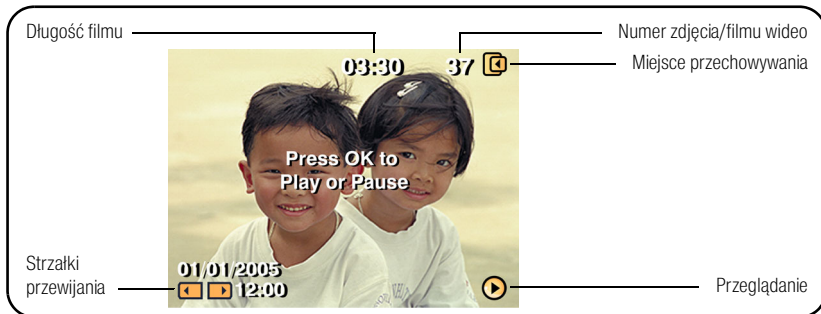 Długość filmu
Numer zdjęcia/filmu wideo
03:30
37
Miejsce przechowywania
Press OK to
Play or Pause
Strzałki
przewijania
01/01/2005
12:00
Przeglądanie